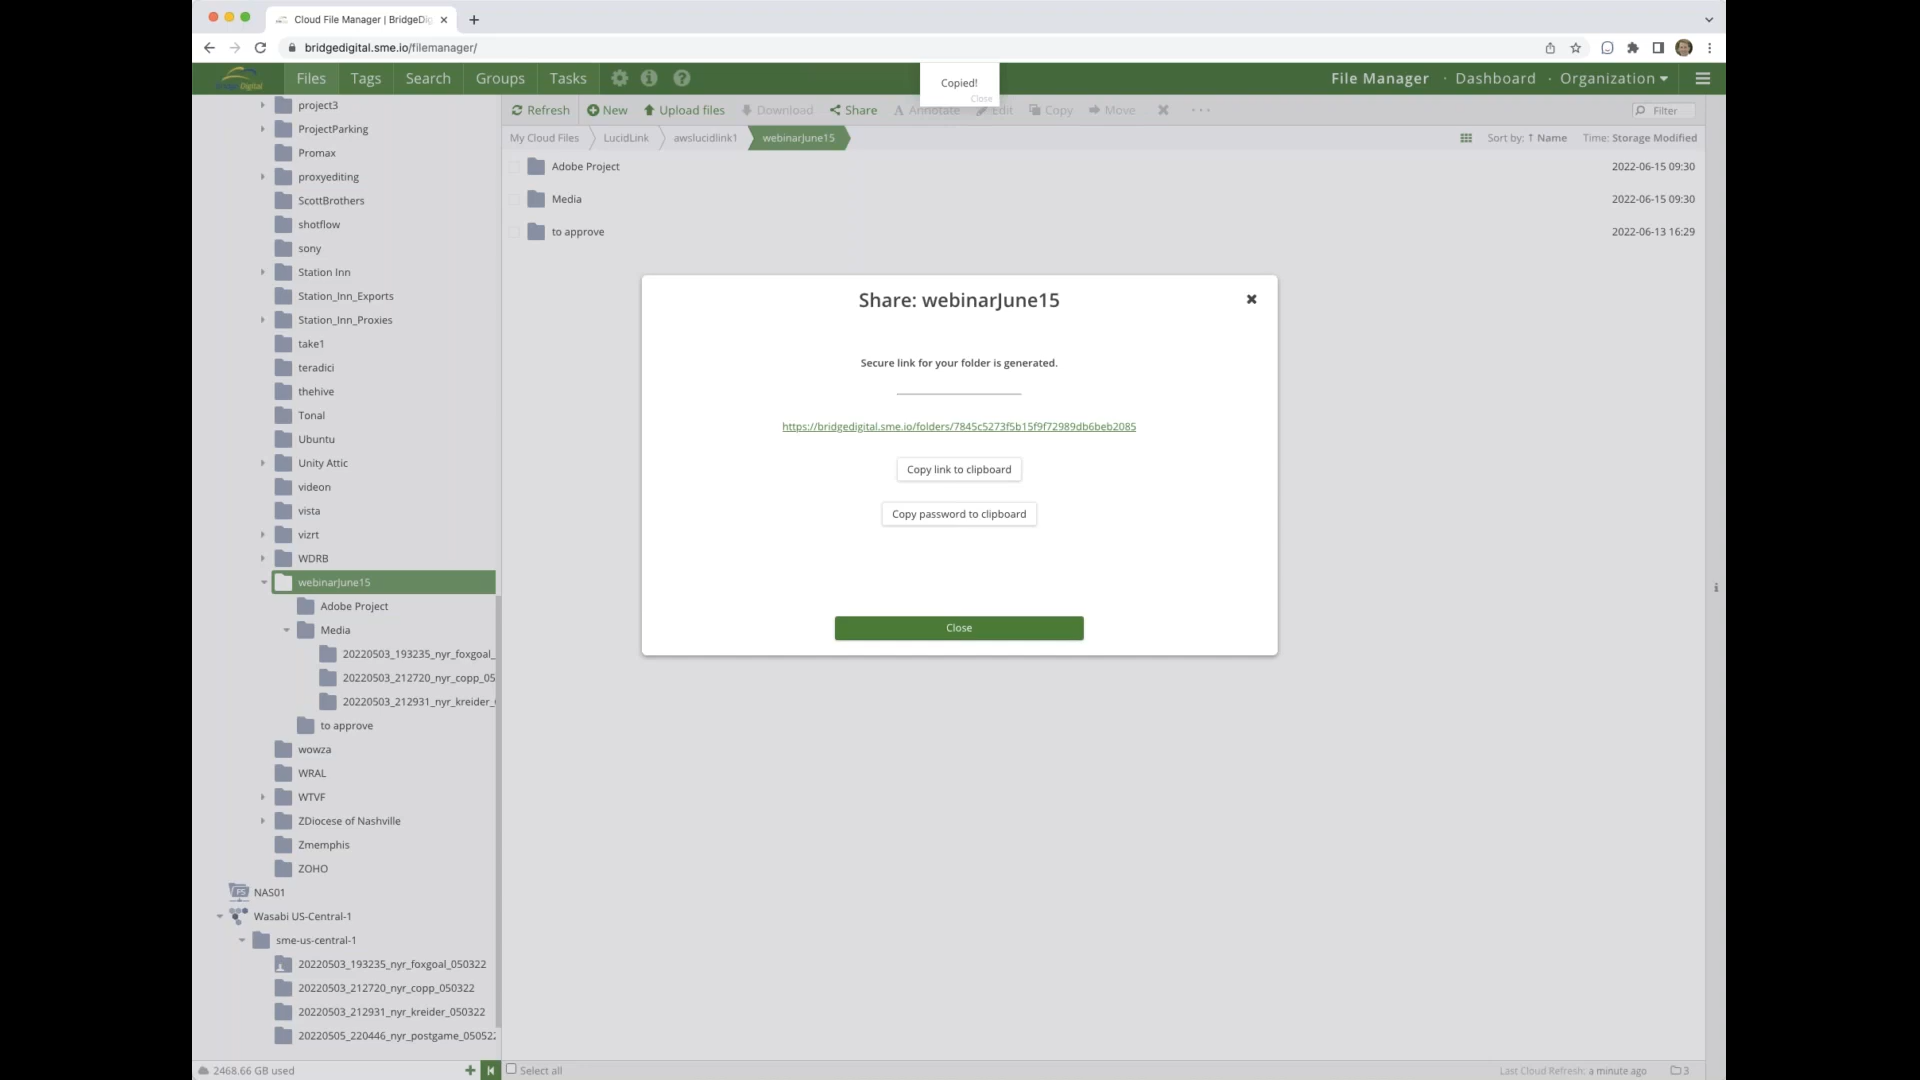 Cloud File Manager | BridgeDig
bridgedigital.sme.io/filemanager/
Bridge Digital
Files
Tags
Search
Groups
Tasks
Copied!
Close
File Manager · Dashboard · Organization
Refresh
New
Upload files
Download
Share
Annotate
Edit
Copy
Move
Filter
My Cloud Files
LucidLink
awslucidlink1
webinarJune15
Sort by: ↑ Name
Time: Storage Modified
Adobe Project
2022-06-15 09:30
Media
2022-06-15 09:30
to approve
2022-06-13 16:29
project3
ProjectParking
Promax
proxyediting
ScottBrothers
shotflow
sony
Station Inn
Station_Inn_Exports
Station_Inn_Proxies
take1
teradici
thehive
Tonal
Ubuntu
Unity Attic
videon
vista
vizrt
WDRB
webinarJune15
Adobe Project
Media
20220503_193235_nyr_foxgoal_
20220503_212720_nyr_copp_05
20220503_212931_nyr_kreider_
to approve
wowza
WRAL
WTVF
ZDiocese of Nashville
Zmemphis
ZOHO
NAS01
Wasabi US-Central-1
sme-us-central-1
20220503_193235_nyr_foxgoal_050322
20220503_212720_nyr_copp_050322
20220503_212931_nyr_kreider_050322
20220505_220446_nyr_postgame_050522
2468.66 GB used
Share: webinarJune15
Secure link for your folder is generated.
https://bridgedigital.sme.io/folders/7845c5273f5b15f9f72989db6beb2085
Copy link to clipboard
Copy password to clipboard
Close
Select all
Last Cloud Refresh: a minute ago
3